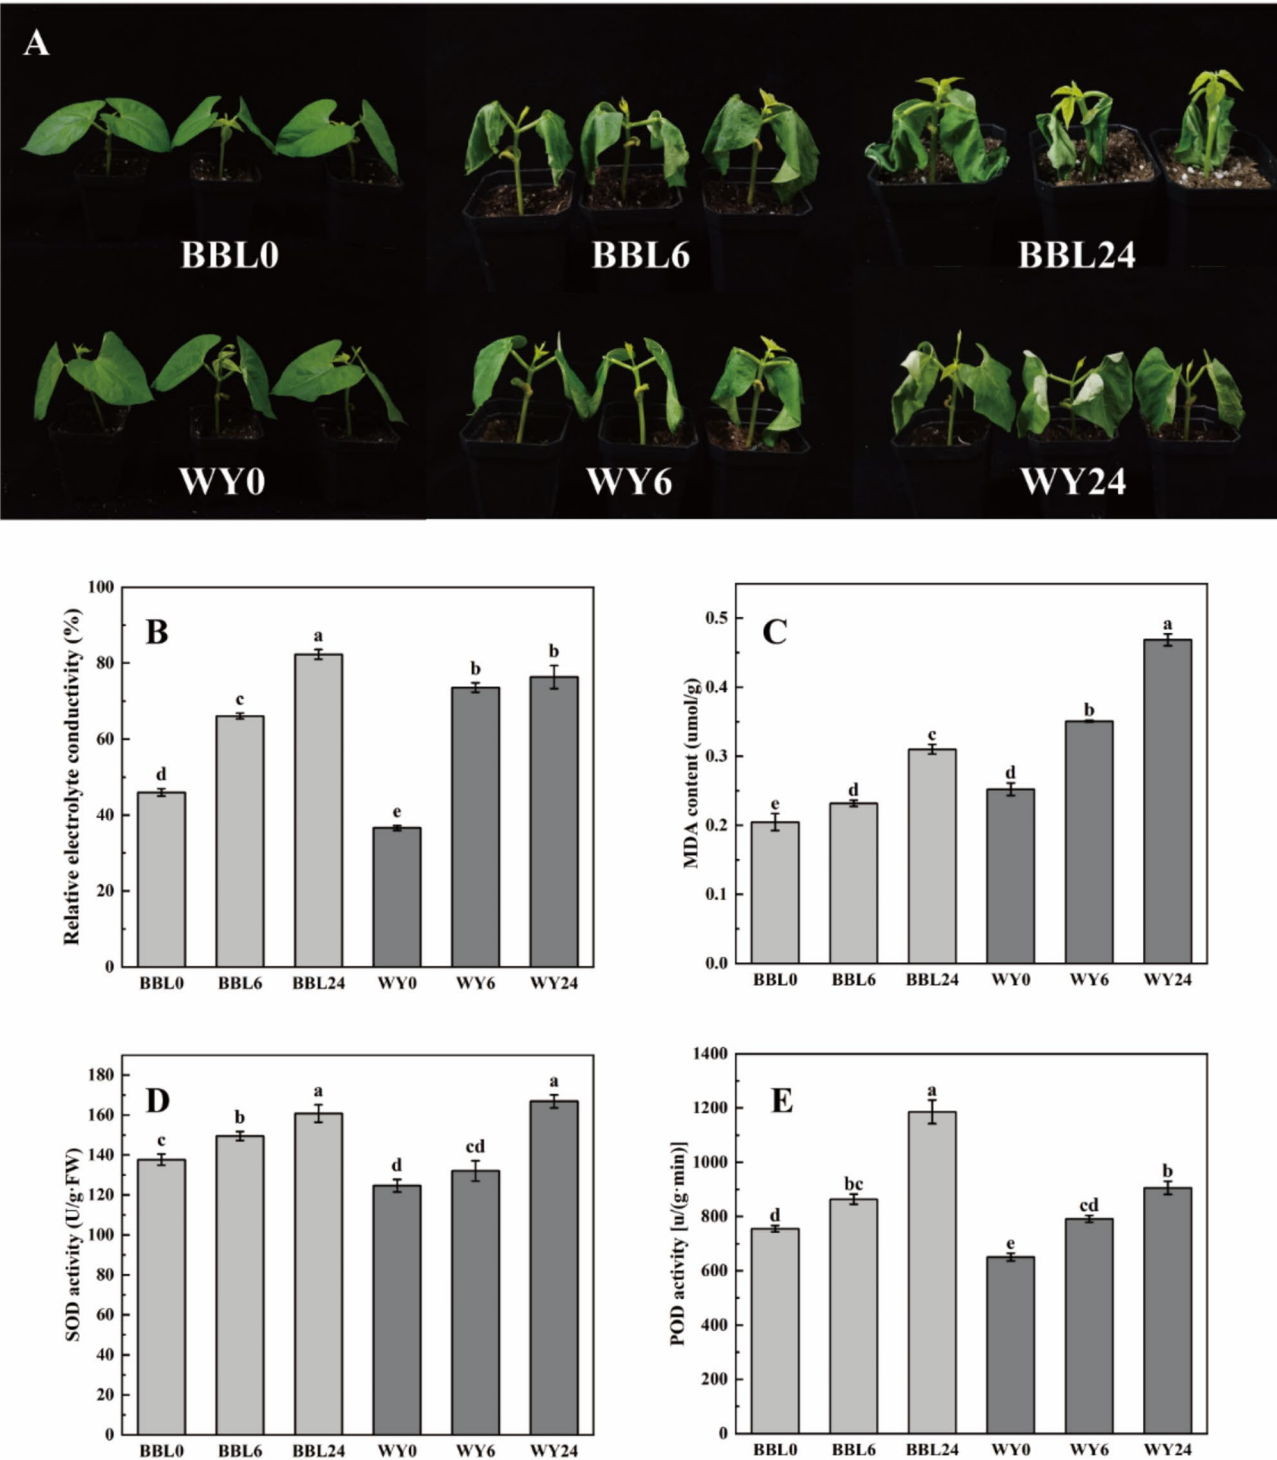 A
BBL0 BBL6 BBL24
WY0 WY6 WY24
B
Relative electrolyte conductivity (%)
100
80
60
40
20
0
d c a e b b
BBL0 BBL6 BBL24 WY0 WY6 WY24
C
MDA content (umol/g)
0.5
0.4
0.3
0.2
0.1
0.0
e d c d b a
BBL0 BBL6 BBL24 WY0 WY6 WY24
D
SOD activity (U/g·FW)
180
160
140
120
100
80
60
40
20
0
c b a d cd a
BBL0 BBL6 BBL24 WY0 WY6 WY24
E
POD activity [u/(g·min)]
1400
1200
1000
800
600
400
200
0
d bc a e cd b
BBL0 BBL6 BBL24 WY0 WY6 WY24